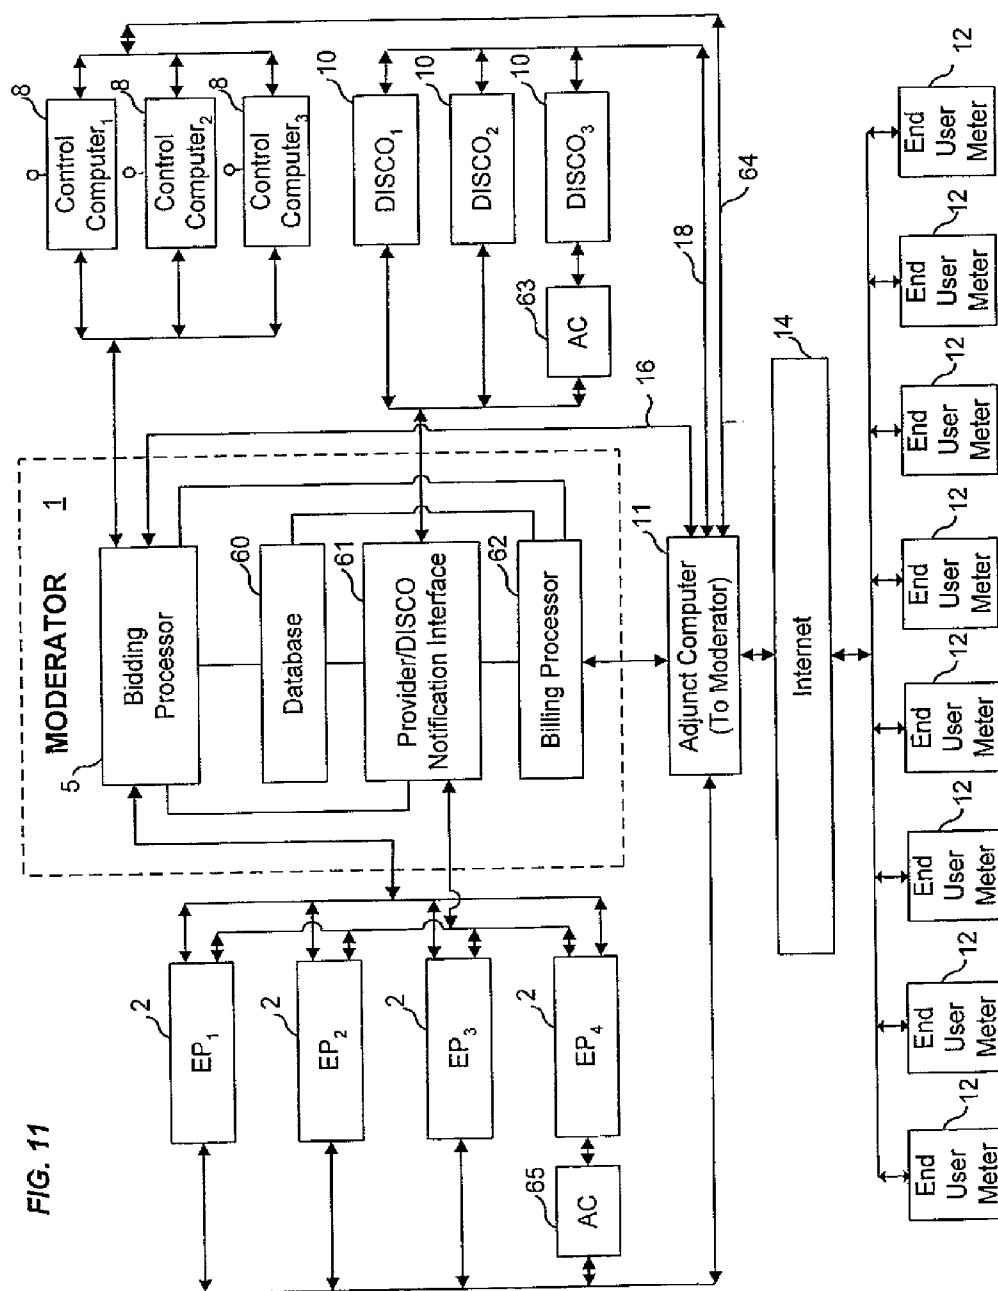 FIG. 11
MODERATOR
1
5
Bidding
Processor
60
Database
61
Provider/DISCO
Notification Interface
62
Billing Processor
2
EP1
2
EP2
2
EP3
2
EP4
65
AC
8
Control
Computer1
8
Control
Computer2
8
Control
Computer3
10
DISCO1
10
DISCO2
10
DISCO3
63
AC
16
18
64
11
Adjunct Computer
(To Moderator)
14
Internet
12
End
User
Meter
12
End
User
Meter
12
End
User
Meter
12
End
User
Meter
12
End
User
Meter
12
End
User
Meter
12
End
User
Meter
12
End
User
Meter